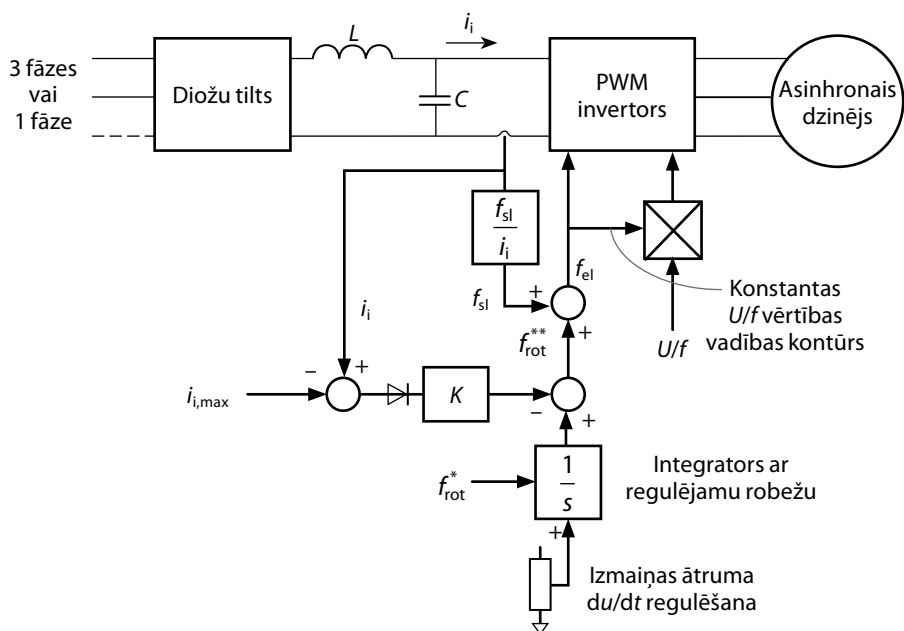 i_i
L
3 fāzes
vai
1 fāze
Diožu tilts
C
PWM
invertors
Asinhronais
dzinējs
f_sl
i_i
f_el
f_sl
+
+
i_i
f_rot^**
U/f
Konstantas
U/f vērtības
vadības kontūrs
−
+
i_i,max
K
−
+
f_rot^*
1
s
Integrators ar
regulējamu robežu
+
Izmaiņas ātruma
du/dt regulēšana